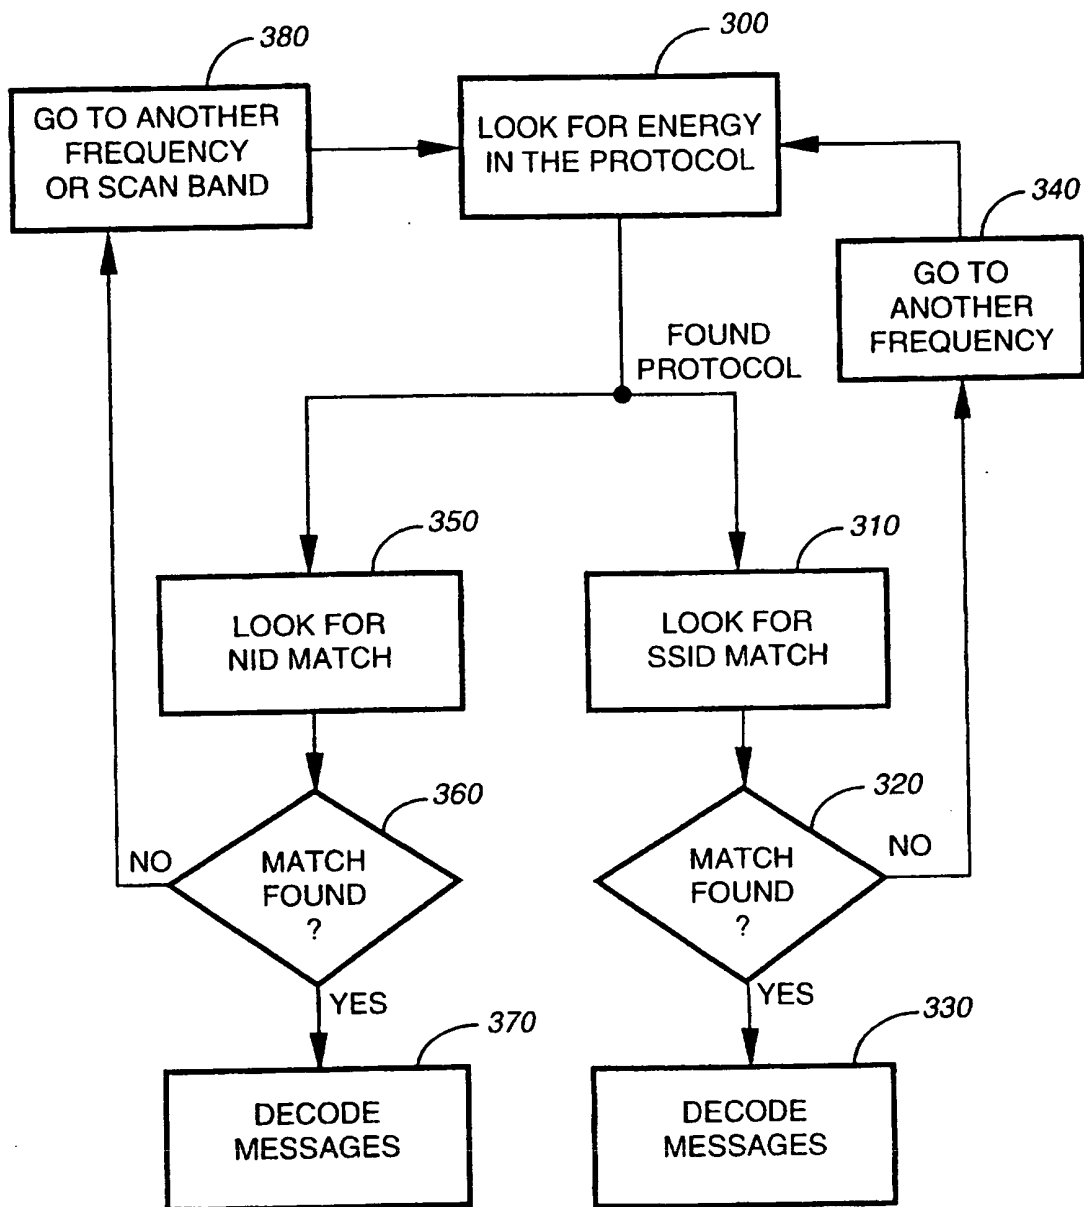 380
GO TO ANOTHER
FREQUENCY
OR SCAN BAND
300
LOOK FOR ENERGY
IN THE PROTOCOL
340
GO TO
ANOTHER
FREQUENCY
FOUND
PROTOCOL
350
LOOK FOR
NID MATCH
310
LOOK FOR
SSID MATCH
360
MATCH
FOUND
?
NO
YES
320
MATCH
FOUND
?
NO
YES
370
DECODE
MESSAGES
330
DECODE
MESSAGES